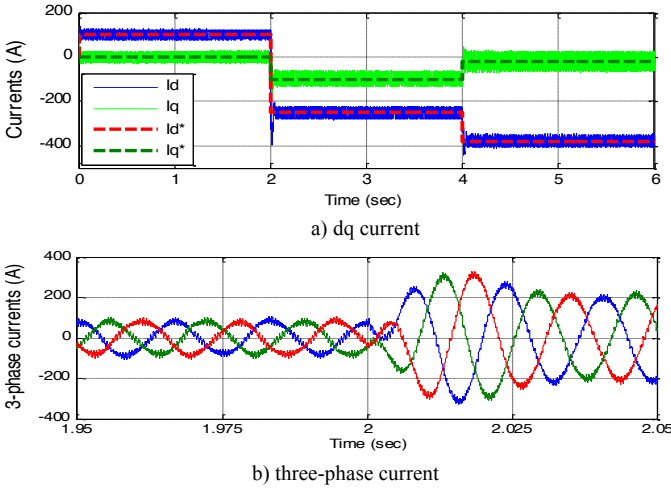 200
0
-200
-400
Currents (A)
Id
Iq
Id*
Iq*
0 1 2 3 4 5 6
Time (sec)
a) dq current
400
200
0
-200
-400
3-phase currents (A)
1.95 1.975 2 2.025 2.05
Time (sec)
b) three-phase current